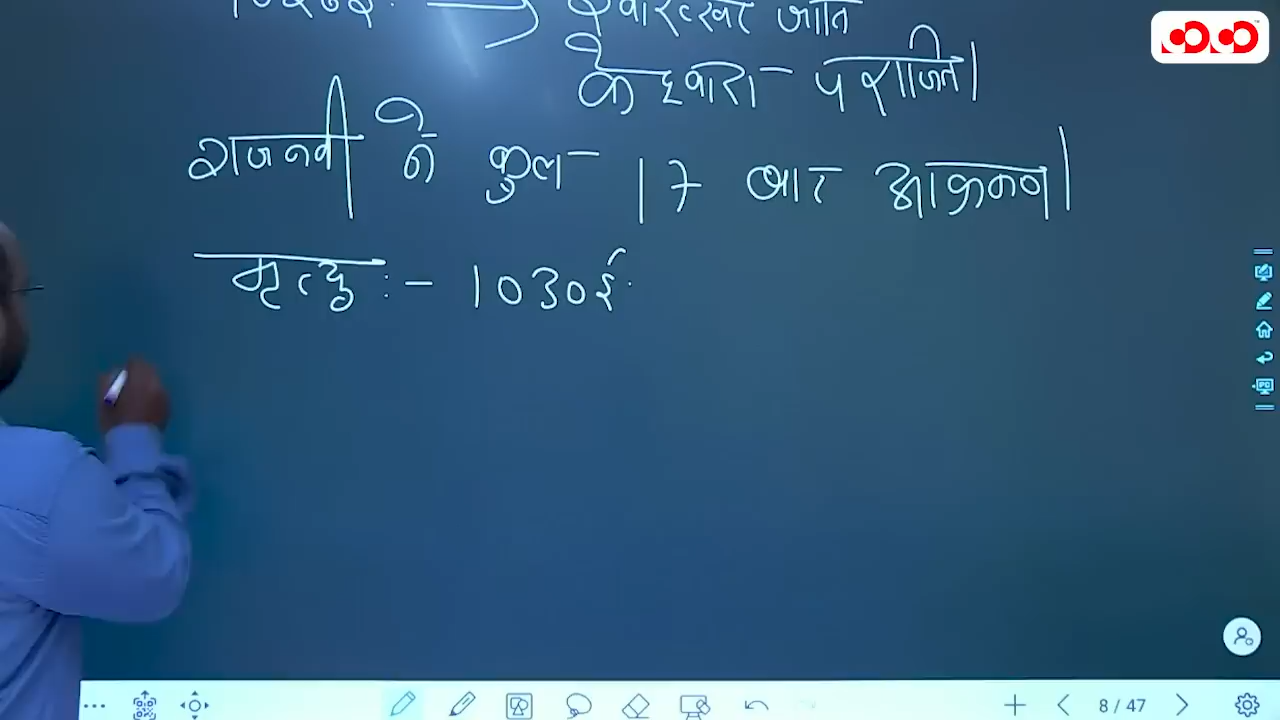 जाति
के द्वारा पराजित।
गजनवी ने कुल 17 बार आक्रमण।
मृत्यु :- 1030ई.
8 / 47